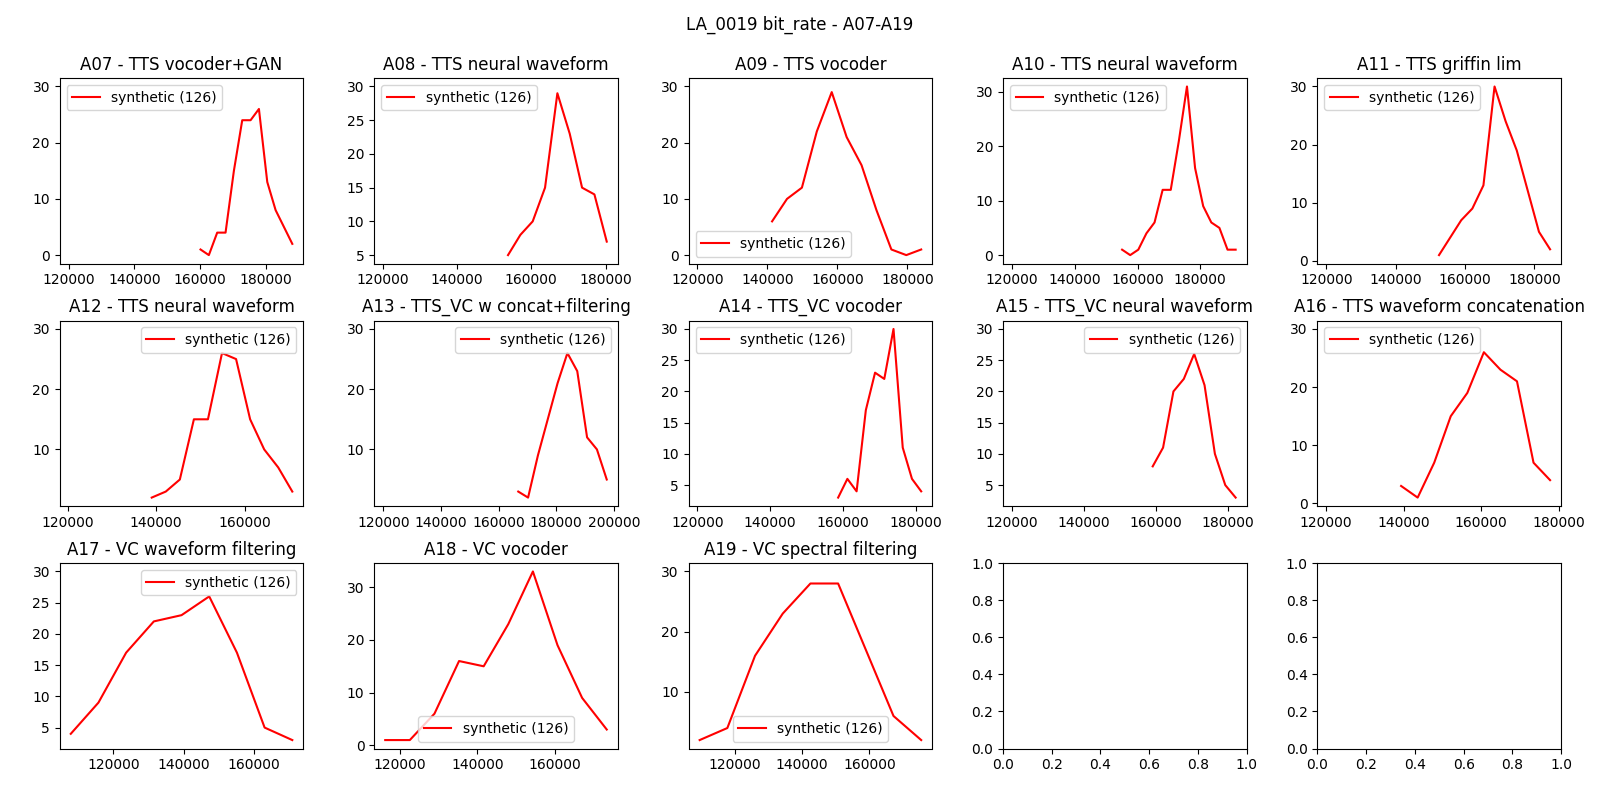 LA_0019 bit_rate - A07-A19
A07 - TTS vocoder+GAN
A08 - TTS neural waveform
A09 - TTS vocoder
A10 - TTS neural waveform
A11 - TTS griffin lim
synthetic (126)
synthetic (126)
synthetic (126)
synthetic (126)
synthetic (126)
30
20
10
0
30
25
20
15
10
5
30
20
10
0
30
20
10
0
30
20
10
0
120000 140000 160000 180000
120000 140000 160000 180000
120000 140000 160000 180000
120000 140000 160000 180000
120000 140000 160000 180000
A12 - TTS neural waveform
A13 - TTS_VC w concat+filtering
A14 - TTS_VC vocoder
A15 - TTS_VC neural waveform
A16 - TTS waveform concatenation
synthetic (126)
synthetic (126)
synthetic (126)
synthetic (126)
synthetic (126)
30
20
10
30
20
10
30
25
20
15
10
5
30
25
20
15
10
5
30
20
10
0
120000 140000 160000
120000 140000 160000 180000 200000
120000 140000 160000 180000
120000 140000 160000 180000
120000 140000 160000 180000
A17 - VC waveform filtering
A18 - VC vocoder
A19 - VC spectral filtering
synthetic (126)
synthetic (126)
synthetic (126)
30
25
20
15
10
5
30
20
10
0
30
20
10
1.0
0.8
0.6
0.4
0.2
0.0
1.0
0.8
0.6
0.4
0.2
0.0
120000 140000 160000
120000 140000 160000
120000 140000 160000
0.0 0.2 0.4 0.6 0.8 1.0
0.0 0.2 0.4 0.6 0.8 1.0